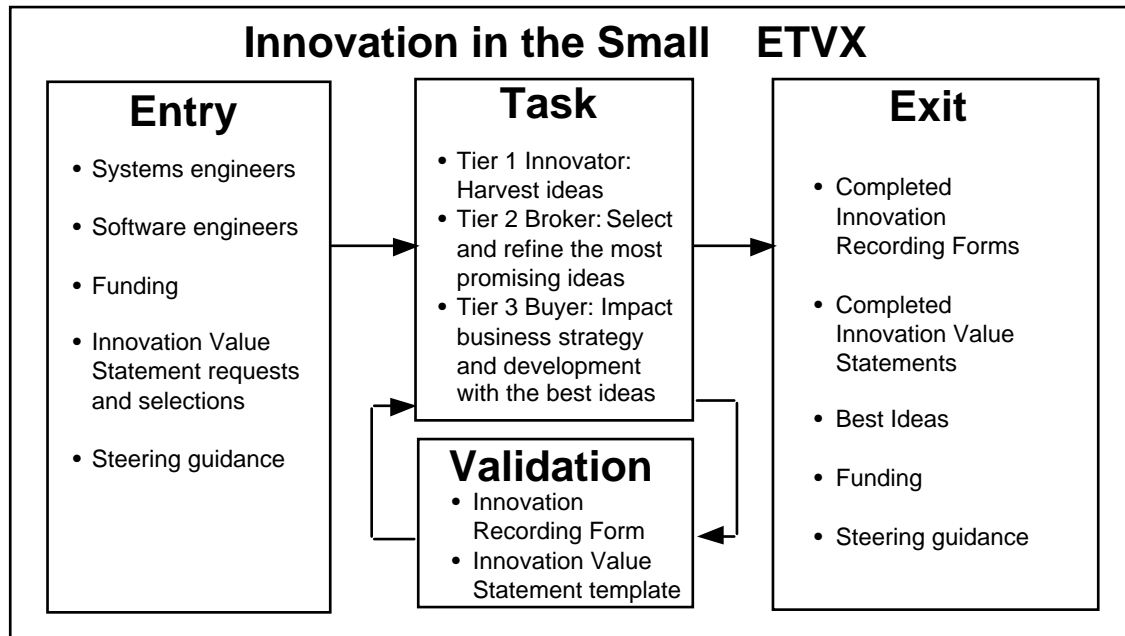 Innovation in the Small ETVX
Entry
• Systems engineers
• Software engineers
• Funding
• Innovation Value
Statement requests
and selections
• Steering guidance
Task
• Tier 1 Innovator:
Harvest ideas
• Tier 2 Broker: Select
and refine the most
promising ideas
• Tier 3 Buyer: Impact
business strategy
and development
with the best ideas
Validation
• Innovation
Recording Form
• Innovation Value
Statement template
Exit
• Completed
Innovation
Recording Forms
• Completed
Innovation Value
Statements
• Best Ideas
• Funding
• Steering guidance